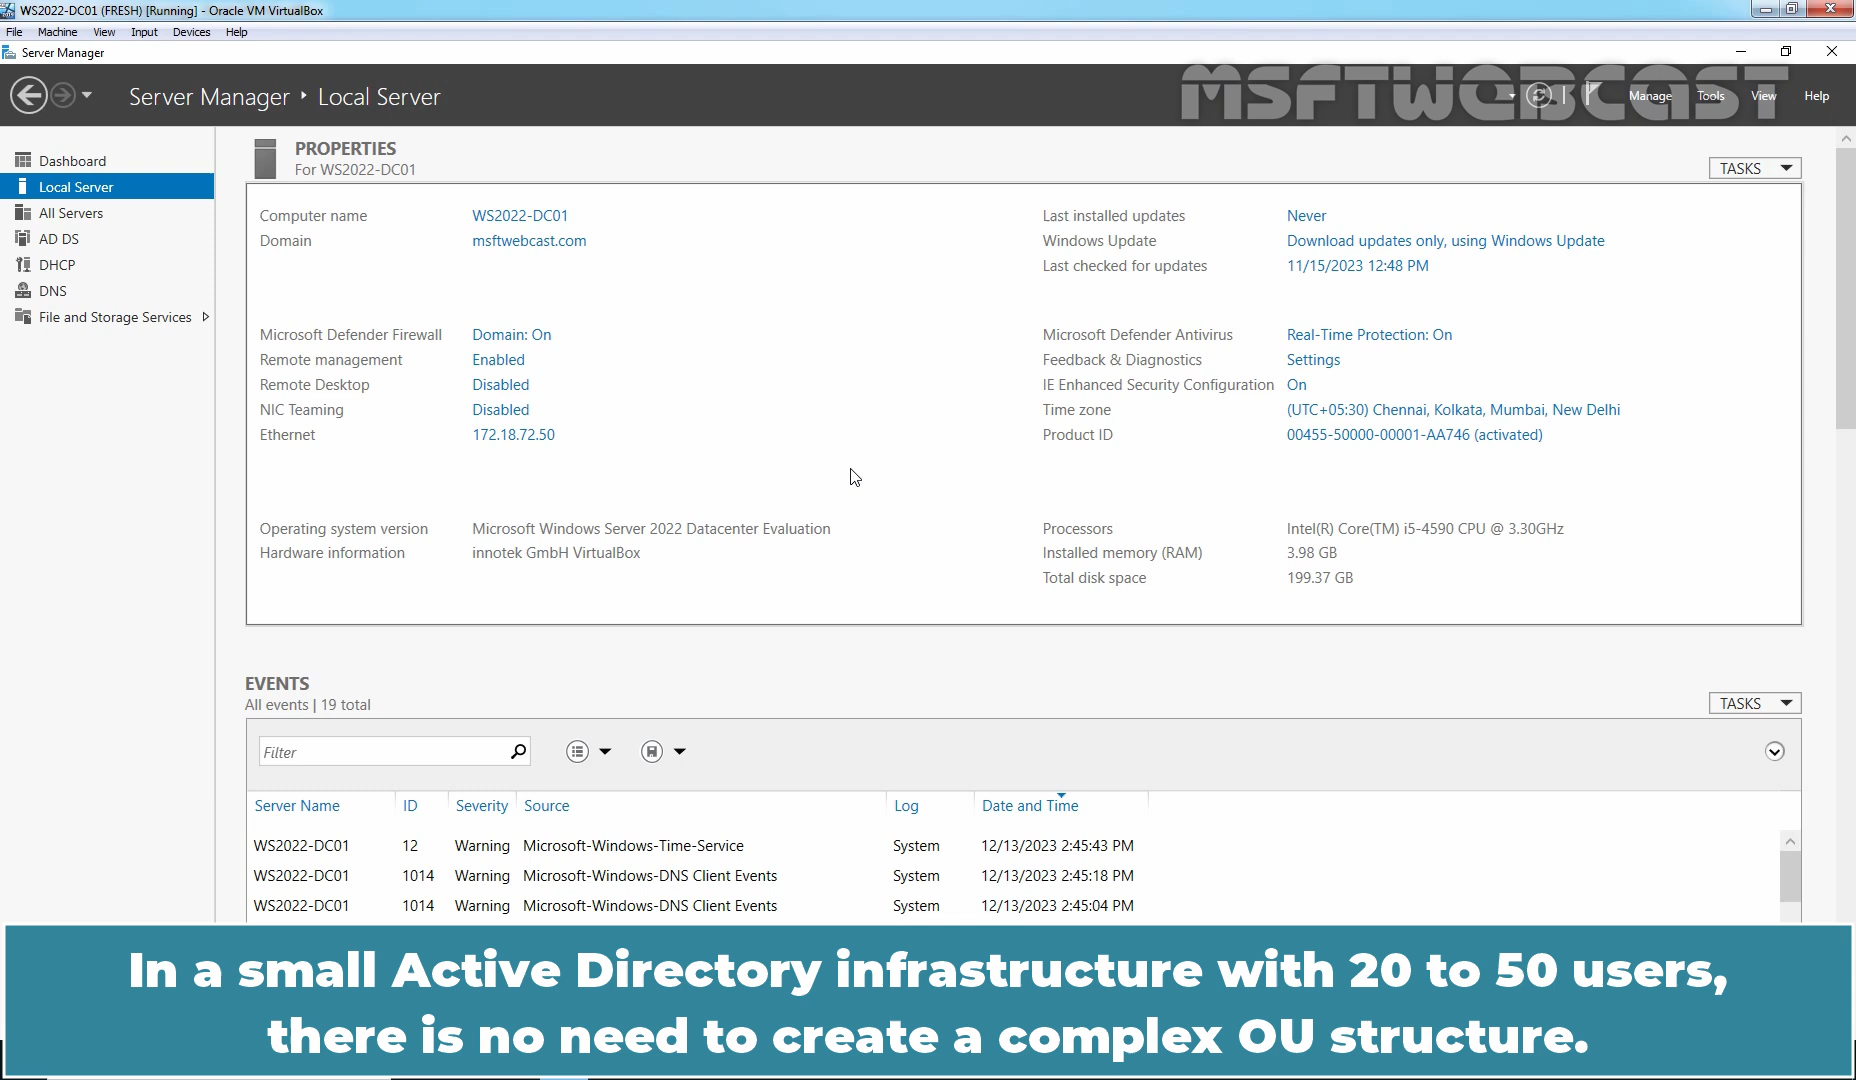 WS2022-DC01 (FRESH) [Running] - Oracle VM VirtualBox
File Machine View Input Devices Help
Server Manager
Server Manager ‣ Local Server
MSFTWEBCAST
Manage Tools View Help
Dashboard
Local Server
All Servers
AD DS
DHCP
DNS
File and Storage Services
PROPERTIES
For WS2022-DC01
TASKS
Computer name WS2022-DC01
Domain msftwebcast.com
Last installed updates Never
Windows Update Download updates only, using Windows Update
Last checked for updates 11/15/2023 12:48 PM
Microsoft Defender Firewall Domain: On
Remote management Enabled
Remote Desktop Disabled
NIC Teaming Disabled
Ethernet 172.18.72.50
Microsoft Defender Antivirus Real-Time Protection: On
Feedback & Diagnostics Settings
IE Enhanced Security Configuration On
Time zone (UTC+05:30) Chennai, Kolkata, Mumbai, New Delhi
Product ID 00455-50000-00001-AA746 (activated)
Operating system version Microsoft Windows Server 2022 Datacenter Evaluation
Hardware information innotek GmbH VirtualBox
Processors Intel(R) Core(TM) i5-4590 CPU @ 3.30GHz
Installed memory (RAM) 3.98 GB
Total disk space 199.37 GB
EVENTS
All events | 19 total
TASKS
Filter
Server Name ID Severity Source Log Date and Time
WS2022-DC01 12 Warning Microsoft-Windows-Time-Service System 12/13/2023 2:45:43 PM
WS2022-DC01 1014 Warning Microsoft-Windows-DNS Client Events System 12/13/2023 2:45:18 PM
WS2022-DC01 1014 Warning Microsoft-Windows-DNS Client Events System 12/13/2023 2:45:04 PM
In a small Active Directory infrastructure with 20 to 50 users,
there is no need to create a complex OU structure.